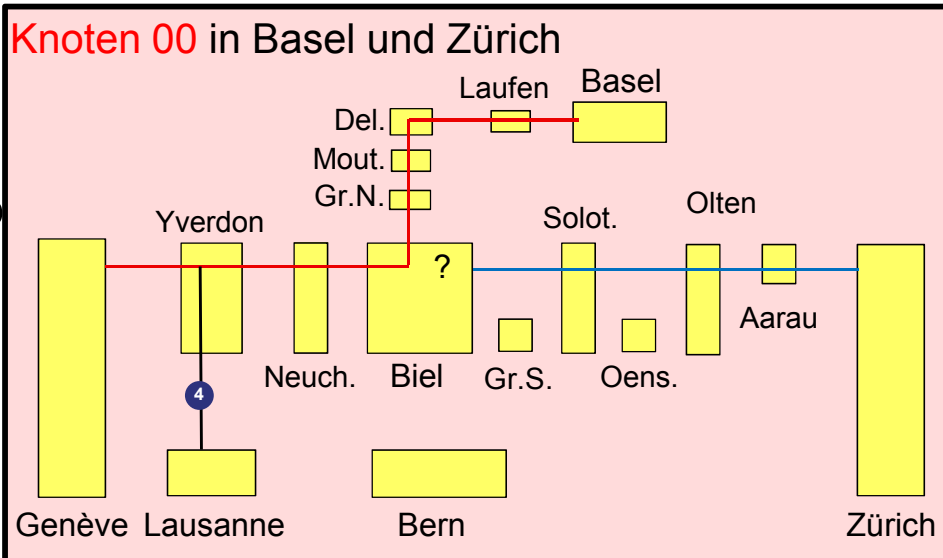 Knoten 00 in Basel und Zürich
Laufen
Basel
Del.
Mout.
Gr.N.
Yverdon
Solot.
Olten
?
Aarau
Neuch.
Biel
Gr.S.
Oens.
4
Genève
Lausanne
Bern
Zürich